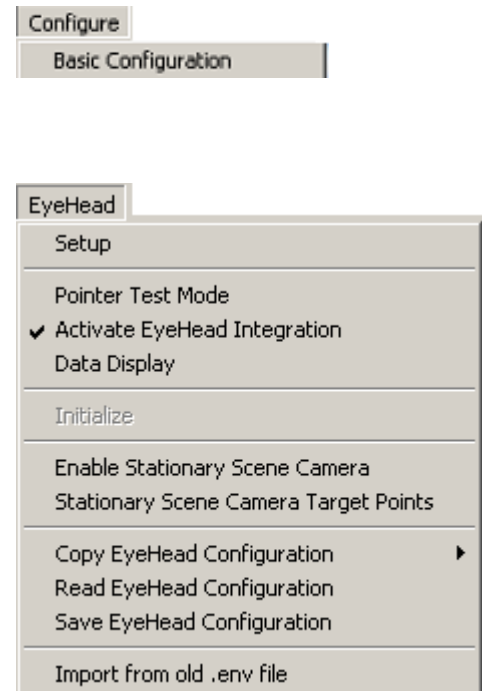 Configure
Basic Configuration
EyeHead
Setup
Pointer Test Mode
Activate EyeHead Integration
Data Display
Initialize
Enable Stationary Scene Camera
Stationary Scene Camera Target Points
Copy EyeHead Configuration
Read EyeHead Configuration
Save EyeHead Configuration
Import from old .env file